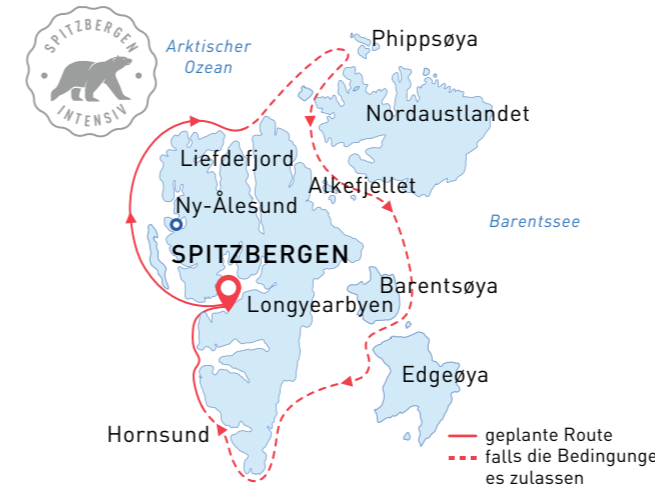 SPITZBERGEN
INTENSIV
Arktischer
Ozean
Phippsøya
Nordaustlandet
Liefdefjord
Alkefjellet
Ny-Ålesund
Barentssee
SPITZBERGEN
Barentsøya
Longyearbyen
Edgeøya
Hornsund
geplante Route
falls die Bedingunge
es zulassen